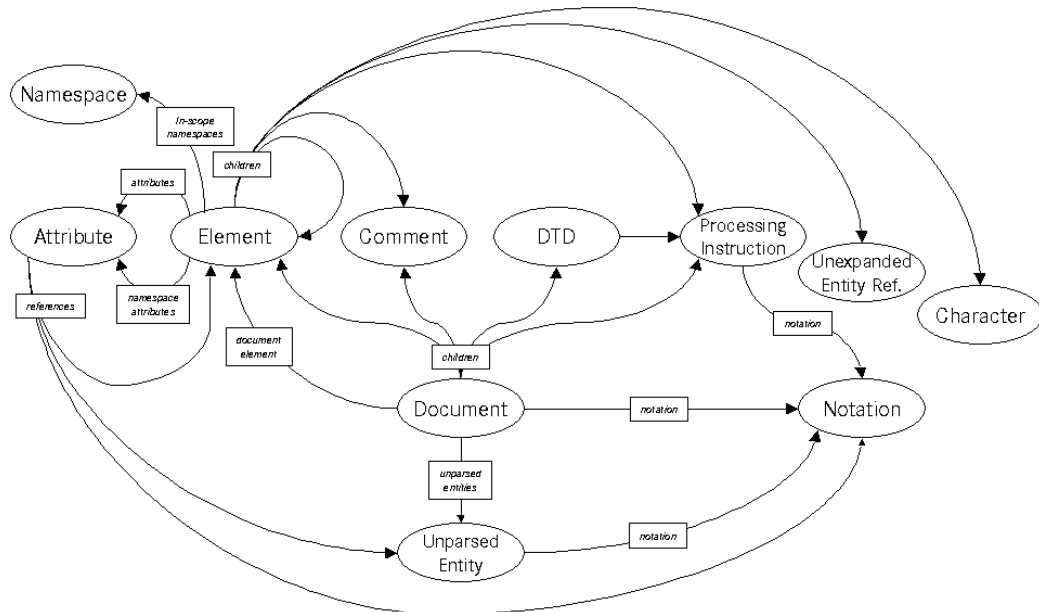 Namespace
In-scope
namespaces
children
attributes
Attribute
Element
Comment
DTD
Processing
Instruction
Unexpanded
Entity Ref.
Character
references
namespace
attributes
document
element
children
notation
Document
notation
Notation
unparsed
entities
Unparsed
Entity
notation